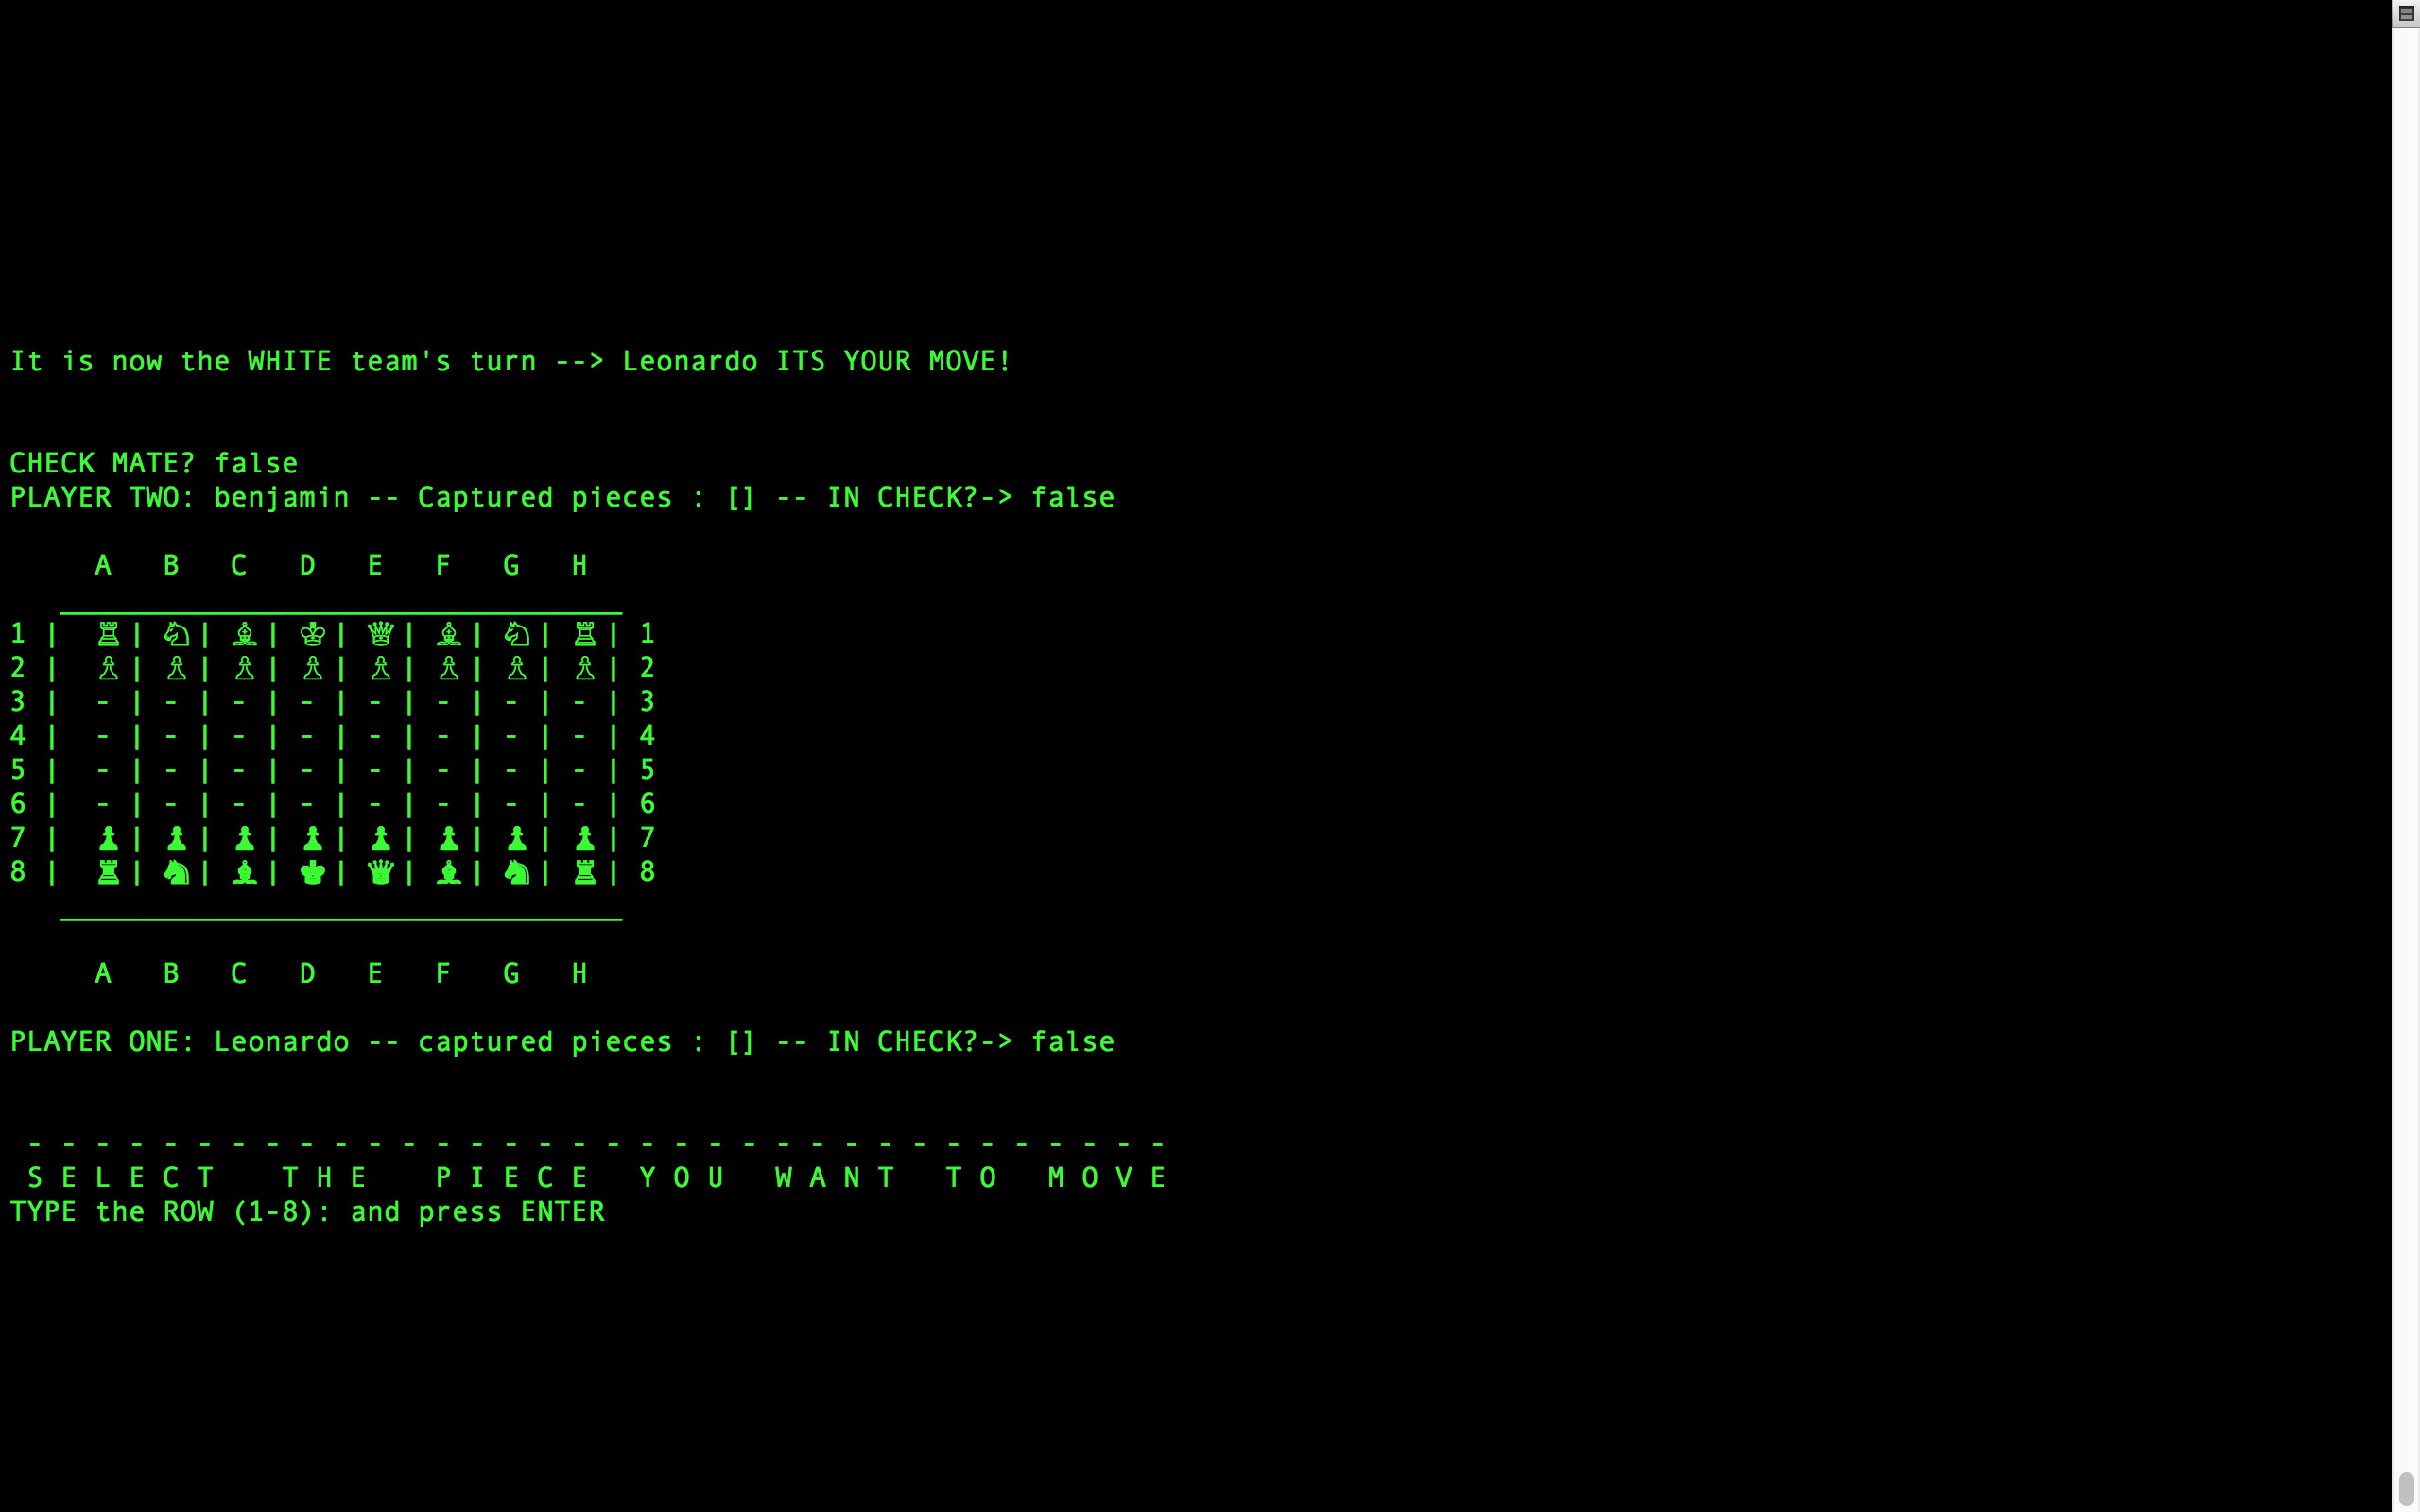 It is now the WHITE team's turn --> Leonardo ITS YOUR MOVE!
CHECK MATE? false
PLAYER TWO: benjamin -- Captured pieces : [] -- IN CHECK?-> false
A B C D E F G H
_________________________________
1 | ♖ | ♘ | ♗ | ♔ | ♕ | ♗ | ♘ | ♖ | 1
2 | ♙ | ♙ | ♙ | ♙ | ♙ | ♙ | ♙ | ♙ | 2
3 | - | - | - | - | - | - | - | - | 3
4 | - | - | - | - | - | - | - | - | 4
5 | - | - | - | - | - | - | - | - | 5
6 | - | - | - | - | - | - | - | - | 6
7 | ♟ | ♟ | ♟ | ♟ | ♟ | ♟ | ♟ | ♟ | 7
8 | ♜ | ♞ | ♝ | ♚ | ♛ | ♝ | ♞ | ♜ | 8
_________________________________
A B C D E F G H
PLAYER ONE: Leonardo -- captured pieces : [] -- IN CHECK?-> false
- - - - - - - - - - - - - - - - - - - - - - - - - - - - - - - - - -
S E L E C T   T H E   P I E C E   Y O U   W A N T   T O   M O V E
TYPE the ROW (1-8): and press ENTER